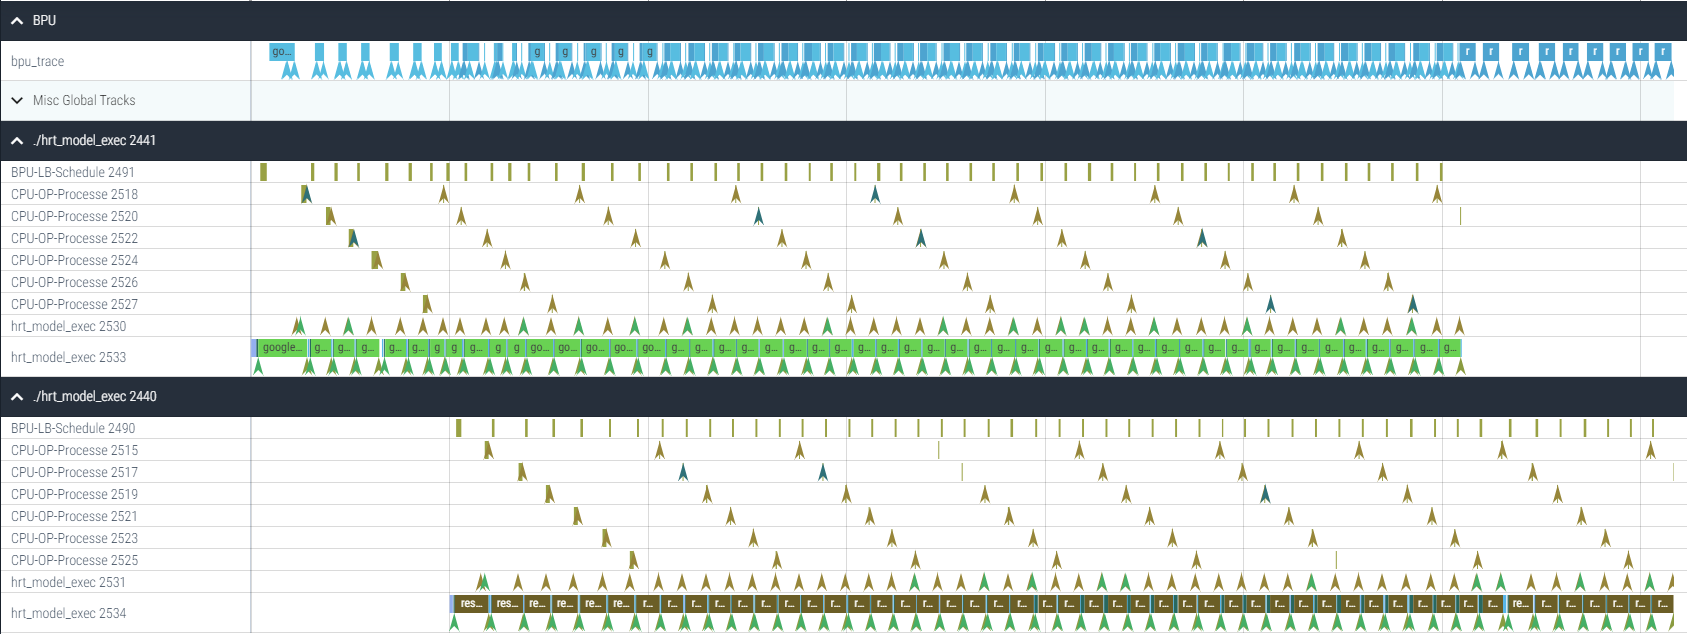 BPU
bpu_trace go... g g g g g r r r r r r r r r
Misc Global Tracks
./hrt_model_exec 2441
BPU-LB-Schedule 2491
CPU-OP-Processe 2518
CPU-OP-Processe 2520
CPU-OP-Processe 2522
CPU-OP-Processe 2524
CPU-OP-Processe 2526
CPU-OP-Processe 2527
hrt_model_exec 2530
hrt_model_exec 2533 google... g... g... g... g... g... g g g... g g go... go... go... go... go... g... g... g... g... g... g... g... g... g... g... g... g... g... g... g... g... g... g... g... g... g... g... g... g... g... g... g... g... g... g... g... g... g... g... g...
./hrt_model_exec 2440
BPU-LB-Schedule 2490
CPU-OP-Processe 2515
CPU-OP-Processe 2517
CPU-OP-Processe 2519
CPU-OP-Processe 2521
CPU-OP-Processe 2523
CPU-OP-Processe 2525
hrt_model_exec 2531
hrt_model_exec 2534 res... res... re... re... re... re... r... r... r... r... r... r... r... r... r... r... r... r... r... r... r... r... r... r... r... r... r... r... r... r... r... r... r... r... r... r... r... r... r... r... r... r... re... r... r... r... r... r... r...